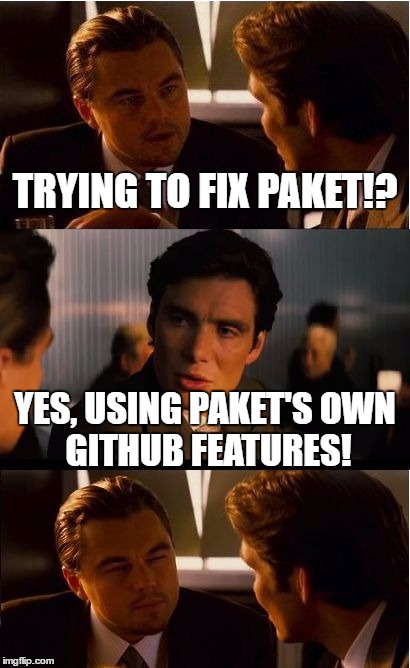 TRYING TO FIX PAKET!?
YES, USING PAKET'S OWN
GITHUB FEATURES!
imgflip.com